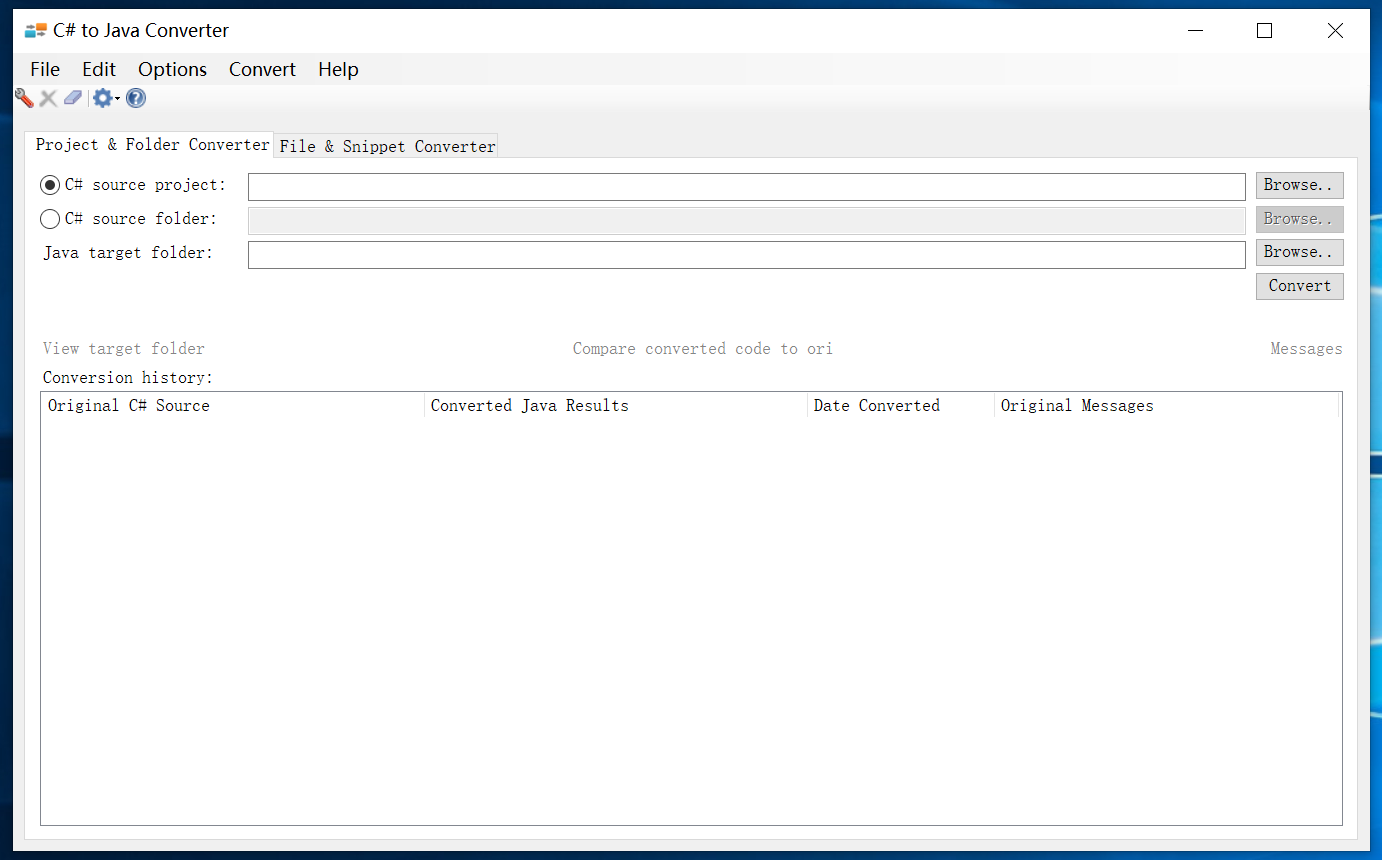 C# to Java Converter
File Edit Options Convert Help
Project & Folder Converter File & Snippet Converter
C# source project: Browse..
C# source folder: Browse..
Java target folder: Browse..
Convert
View target folder Compare converted code to ori Messages
Conversion history:
Original C# Source Converted Java Results Date Converted Original Messages